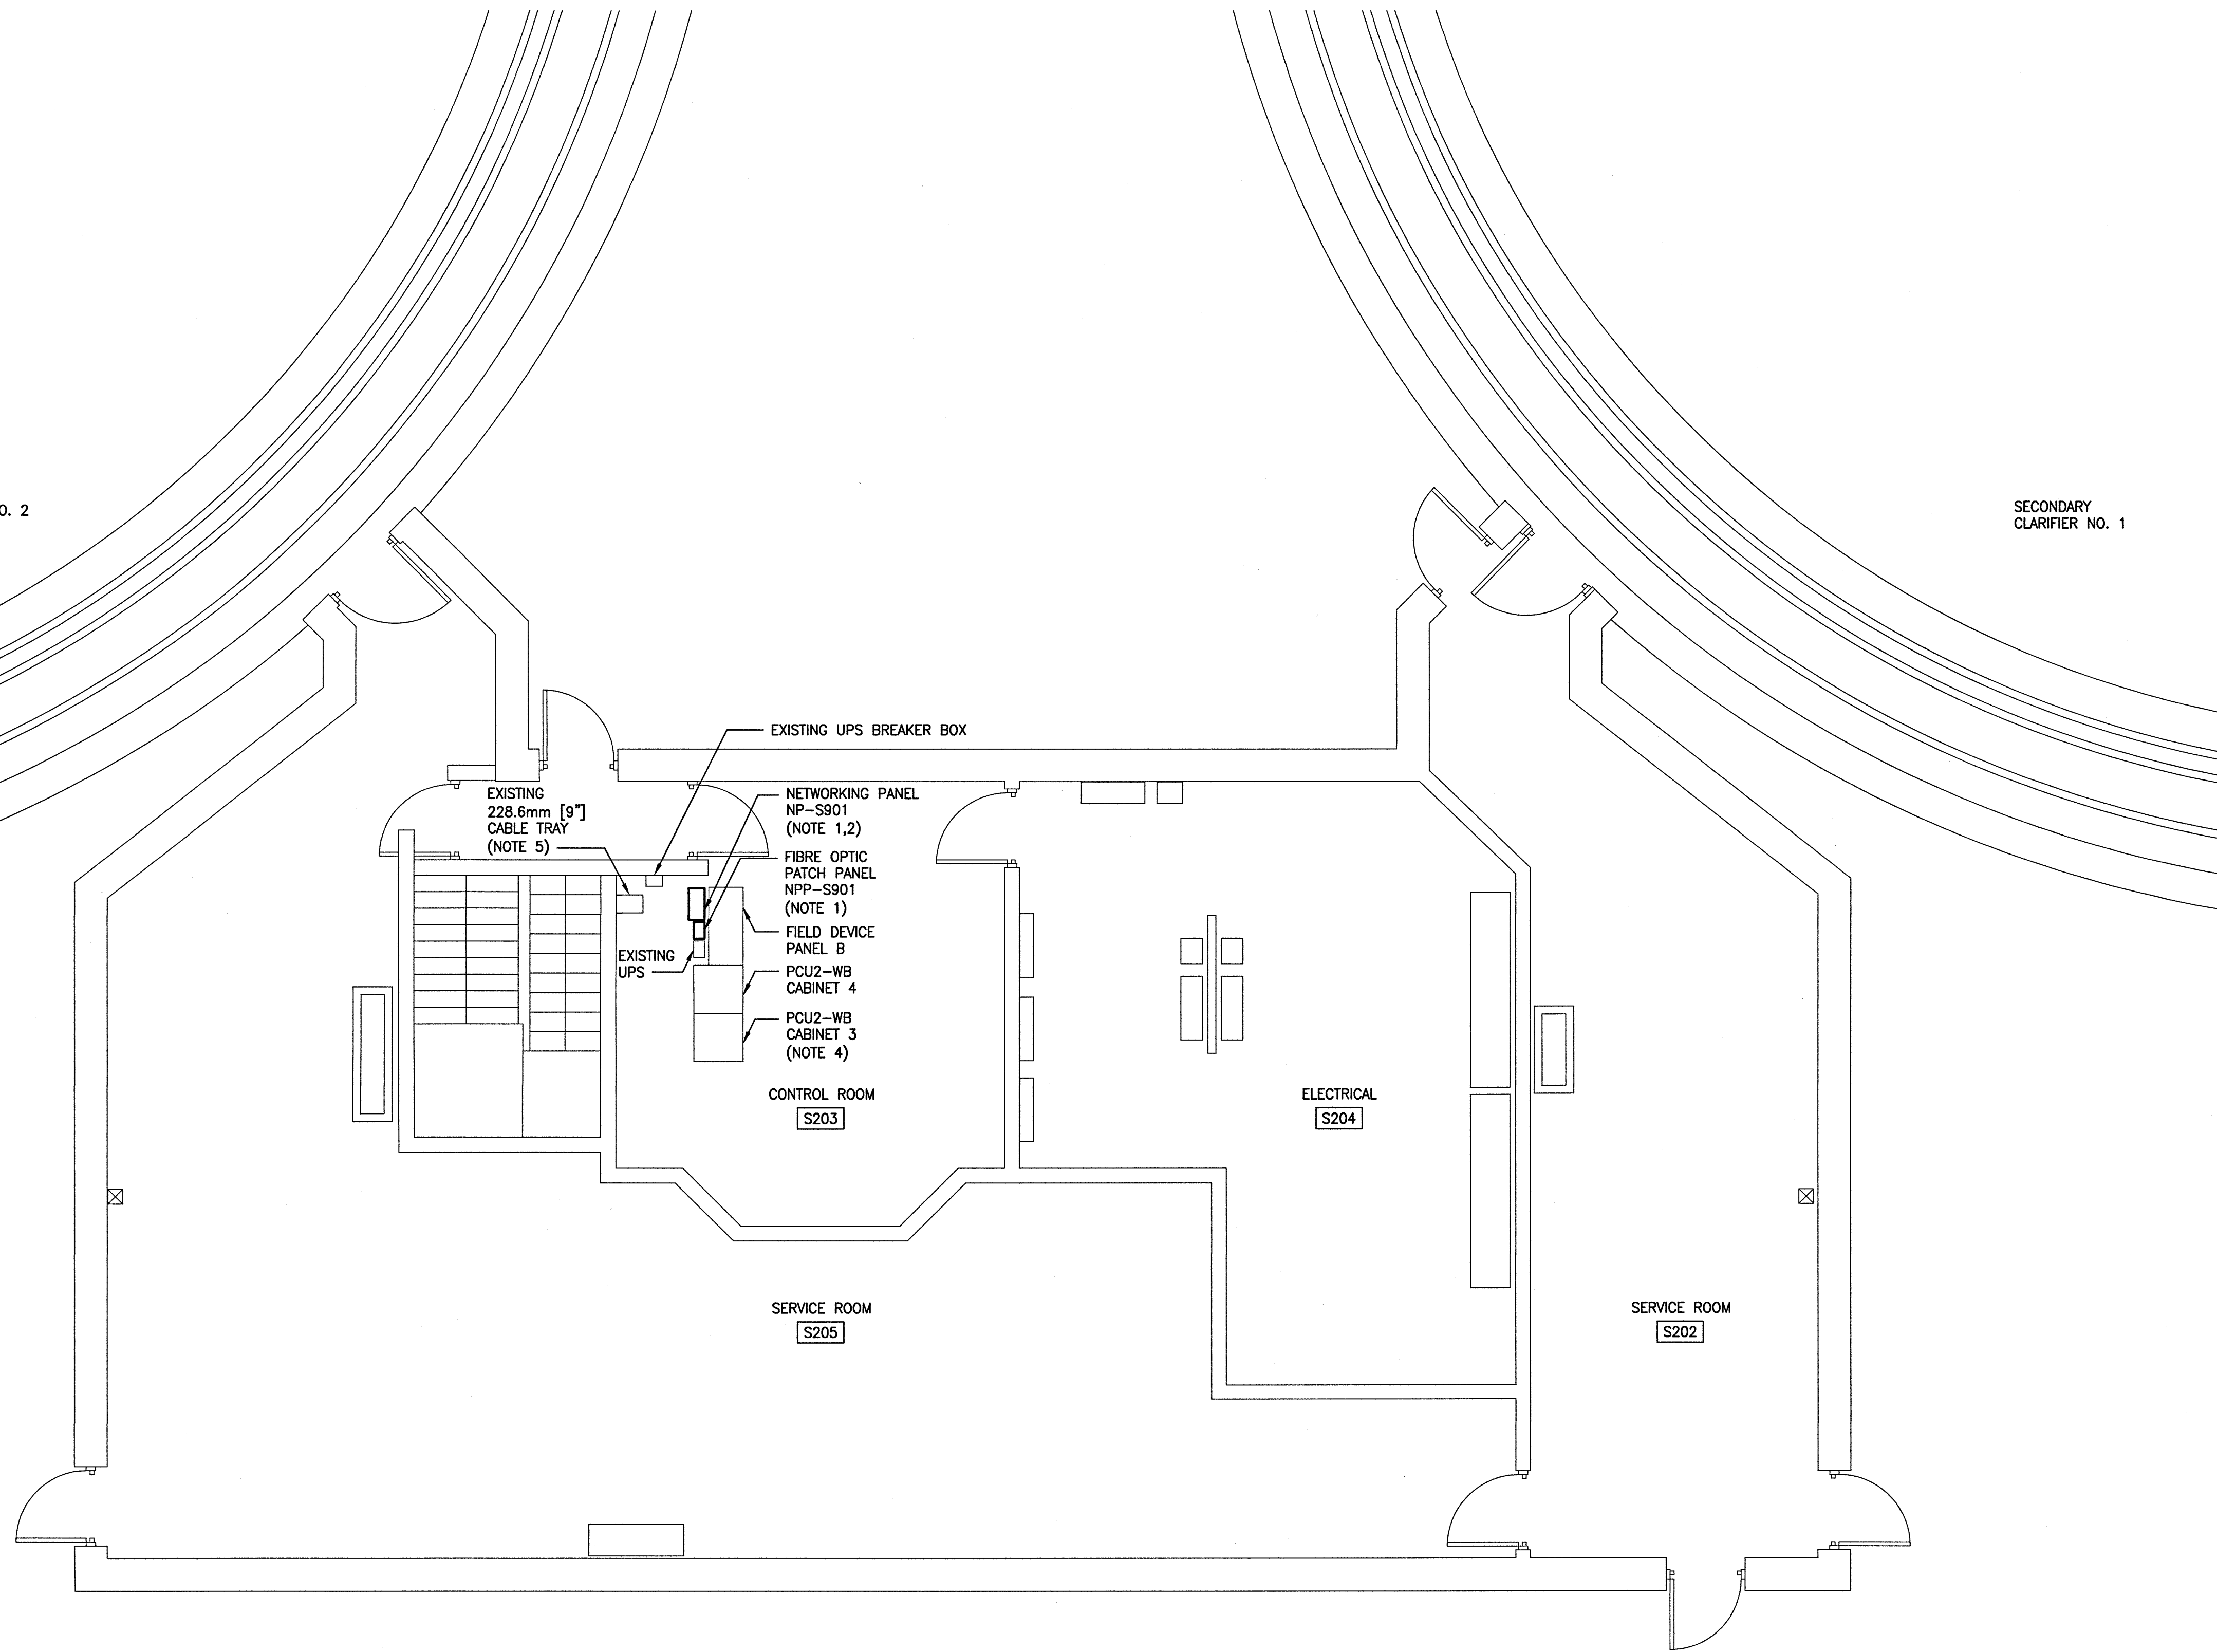 O. 2
SECONDARY
CLARIFIER NO. 1
EXISTING UPS BREAKER BOX
EXISTING
228.6mm [9"]
CABLE TRAY
(NOTE 5)
NETWORKING PANEL
NP-S901
(NOTE 1,2)
FIBRE OPTIC
PATCH PANEL
NPP-S901
(NOTE 1)
FIELD DEVICE
PANEL B
EXISTING
UPS
PCU2-WB
CABINET 4
PCU2-WB
CABINET 3
(NOTE 4)
CONTROL ROOM
S203
ELECTRICAL
S204
SERVICE ROOM
S205
SERVICE ROOM
S202